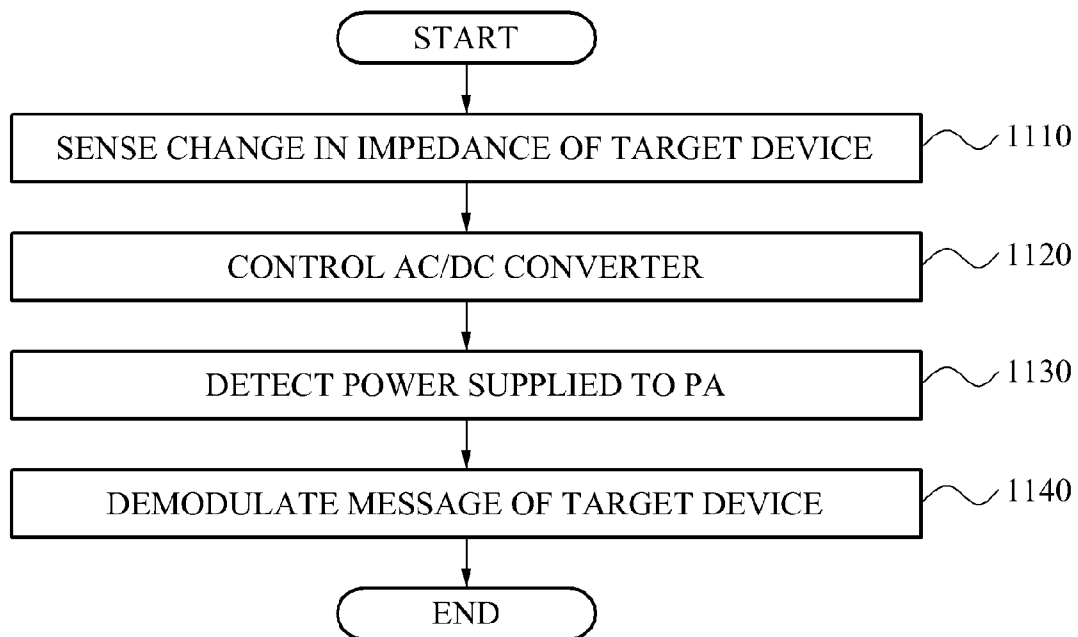 START
SENSE CHANGE IN IMPEDANCE OF TARGET DEVICE
1110
CONTROL AC/DC CONVERTER
1120
DETECT POWER SUPPLIED TO PA
1130
DEMODULATE MESSAGE OF TARGET DEVICE
1140
END